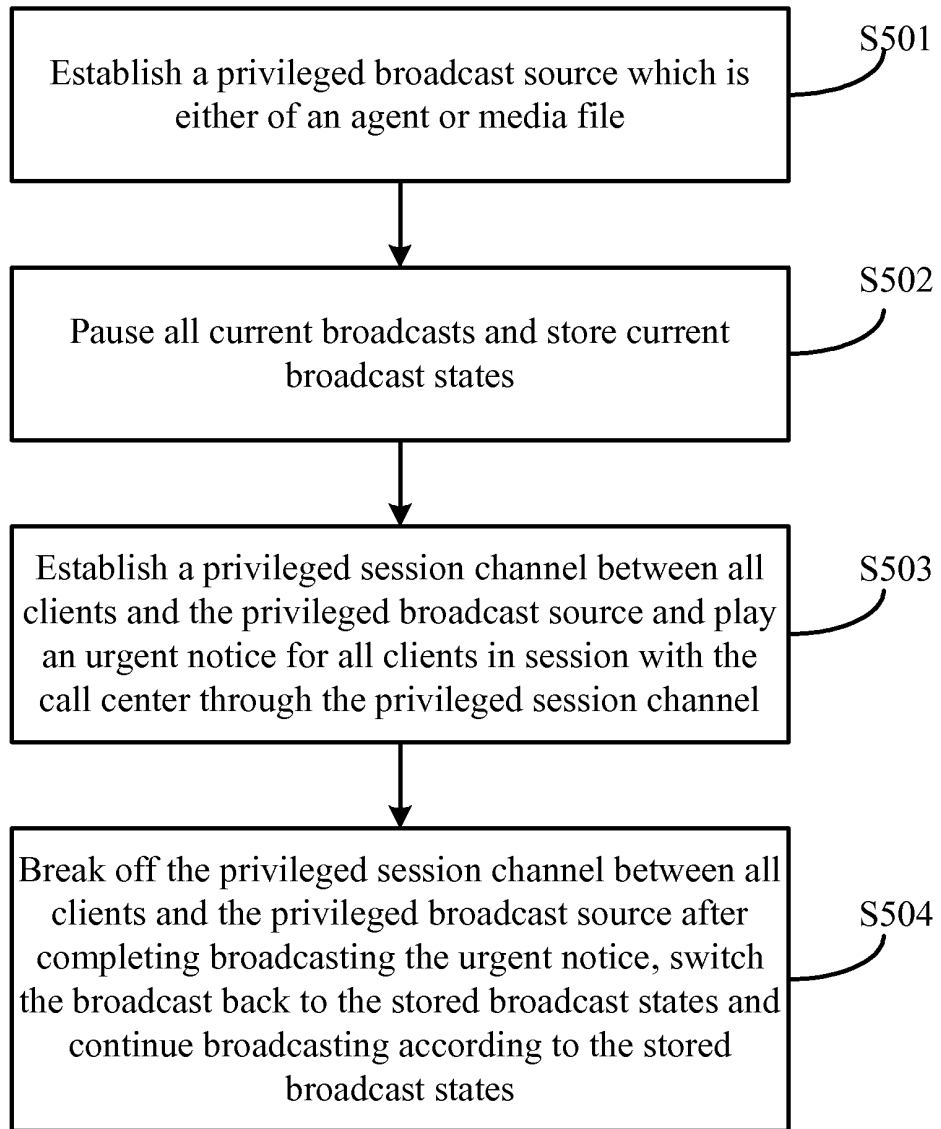 Establish a privileged broadcast source which is
either of an agent or media file
S501
Pause all current broadcasts and store current
broadcast states
S502
Establish a privileged session channel between all
clients and the privileged broadcast source and play
an urgent notice for all clients in session with the
call center through the privileged session channel
S503
Break off the privileged session channel between all
clients and the privileged broadcast source after
completing broadcasting the urgent notice, switch
the broadcast back to the stored broadcast states and
continue broadcasting according to the stored
broadcast states
S504